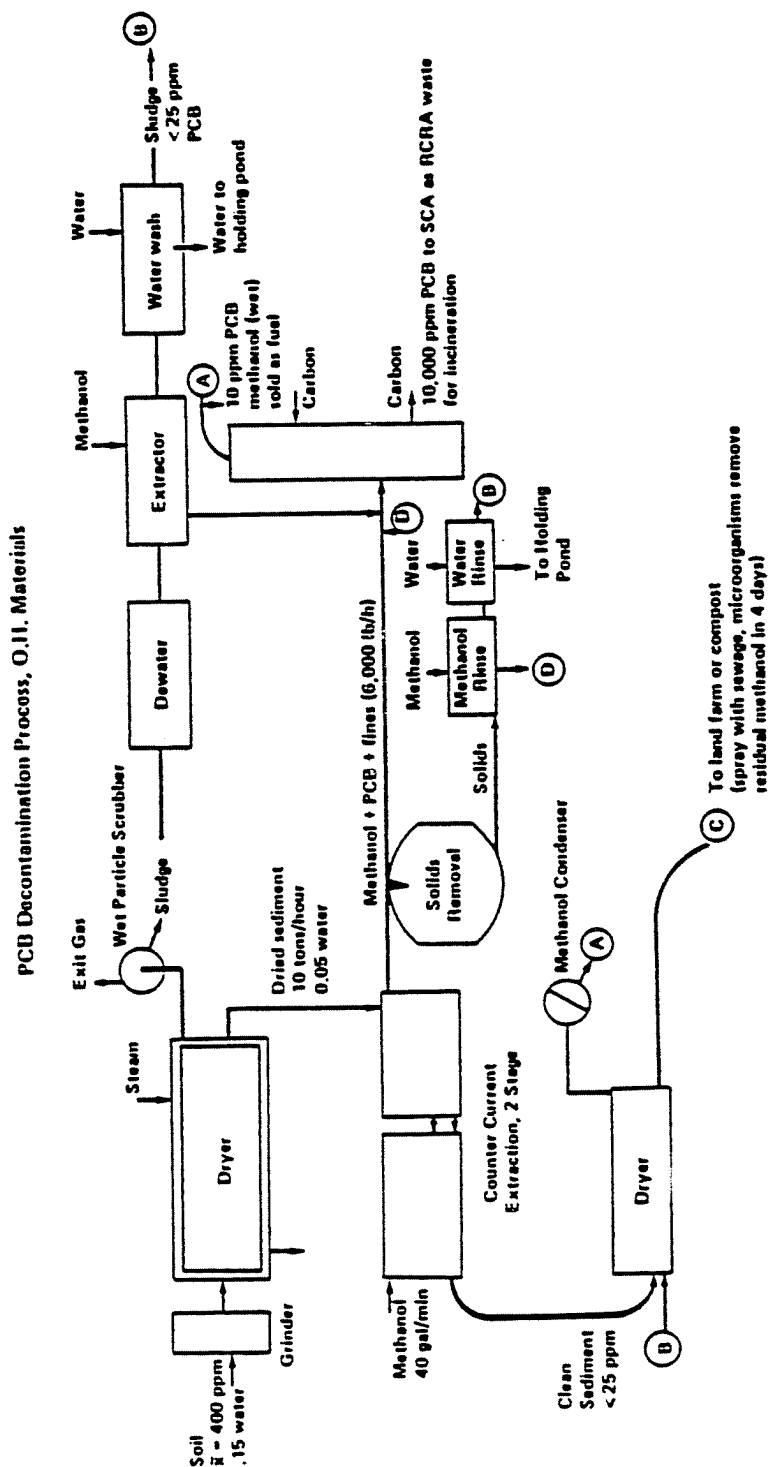 PCB Decontamination Process, O.H. Materials
Soil
x̄ = 400 ppm
.15 water
Grinder
Dryer
Steam
Exit Gas
Wet Particle Scrubber
Sludge
Dewater
Extractor
Methanol
Water wash
Water
Water to
holding pond
Sludge
<25 ppm
PCB
B
Dried sediment
10 tons/hour
0.05 water
Methanol
40 gal/min
Counter Current
Extraction, 2 Stage
Methanol + PCB + fines (6,000 lb/h)
Solids
Removal
Solids
Methanol
Methanol
Rinse
D
Water
Water
Rinse
B
To Holding
Pond
D
A
10 ppm PCB
methanol (wet)
sold as fuel
Carbon
Carbon
10,000 ppm PCB to SCA as RCRA waste
for incineration
Clean
Sediment
<25 ppm
B
Dryer
Methanol Condenser
A
C
To land farm or compost
(spray with sewage, microorganisms remove
residual methanol in 4 days)